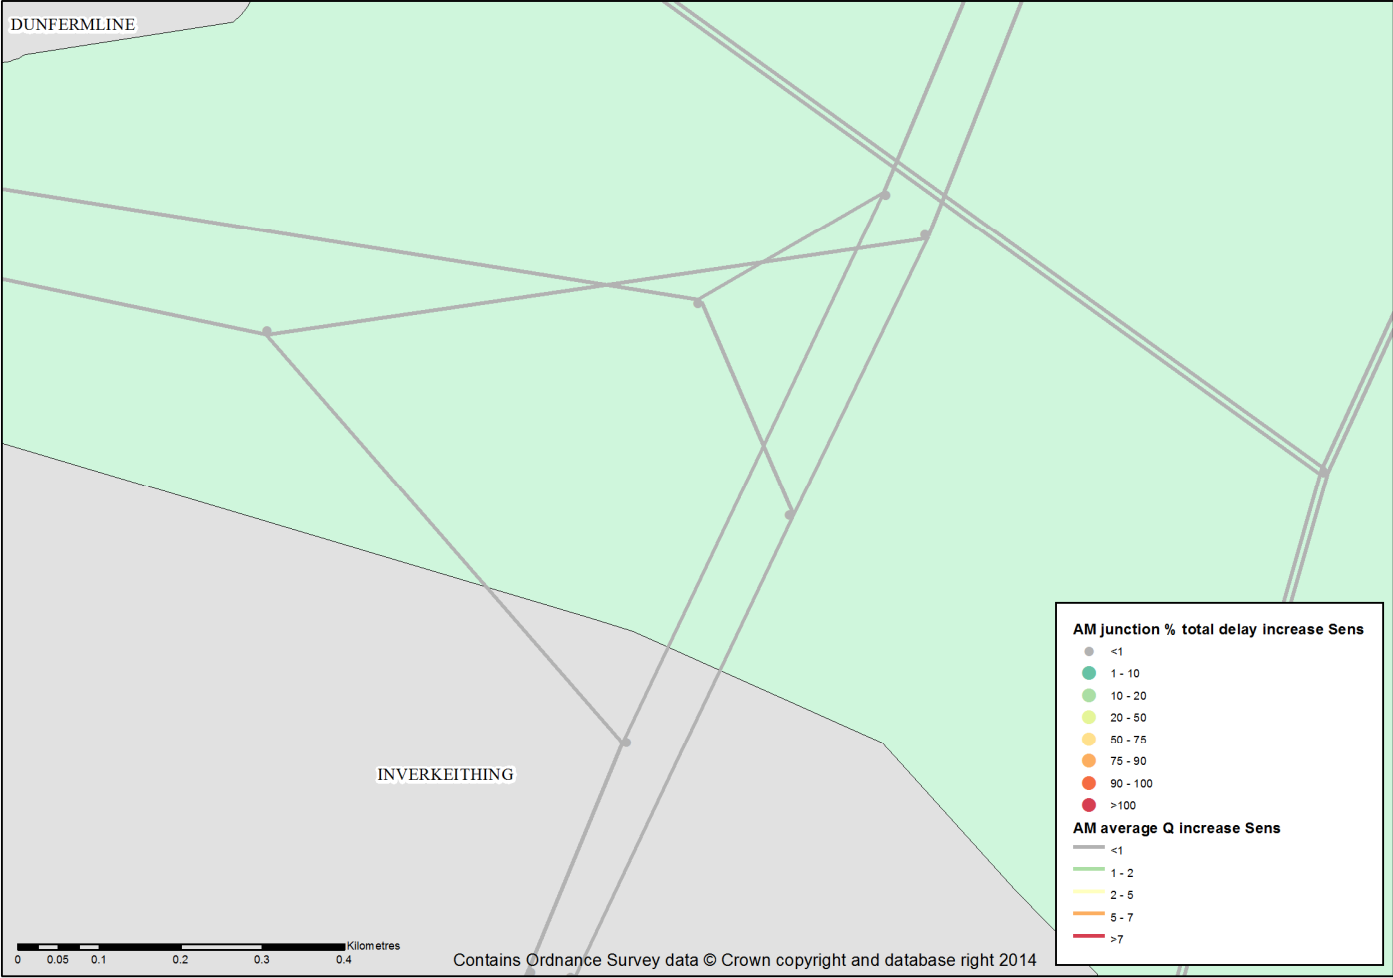 DUNFERMLINE
INVERKEITHING
AM junction % total delay increase Sens
<1
1 - 10
10 - 20
20 - 50
50 - 75
75 - 90
90 - 100
>100
AM average Q increase Sens
<1
1 - 2
2 - 5
5 - 7
>7
Kilometres
0 0.05 0.1 0.2 0.3 0.4
Contains Ordnance Survey data © Crown copyright and database right 2014